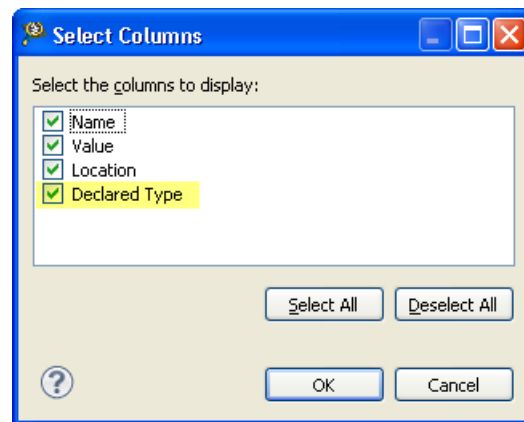 Select Columns
Select the columns to display:
Name
Value
Location
Declared Type
Select All Deselect All
? OK Cancel